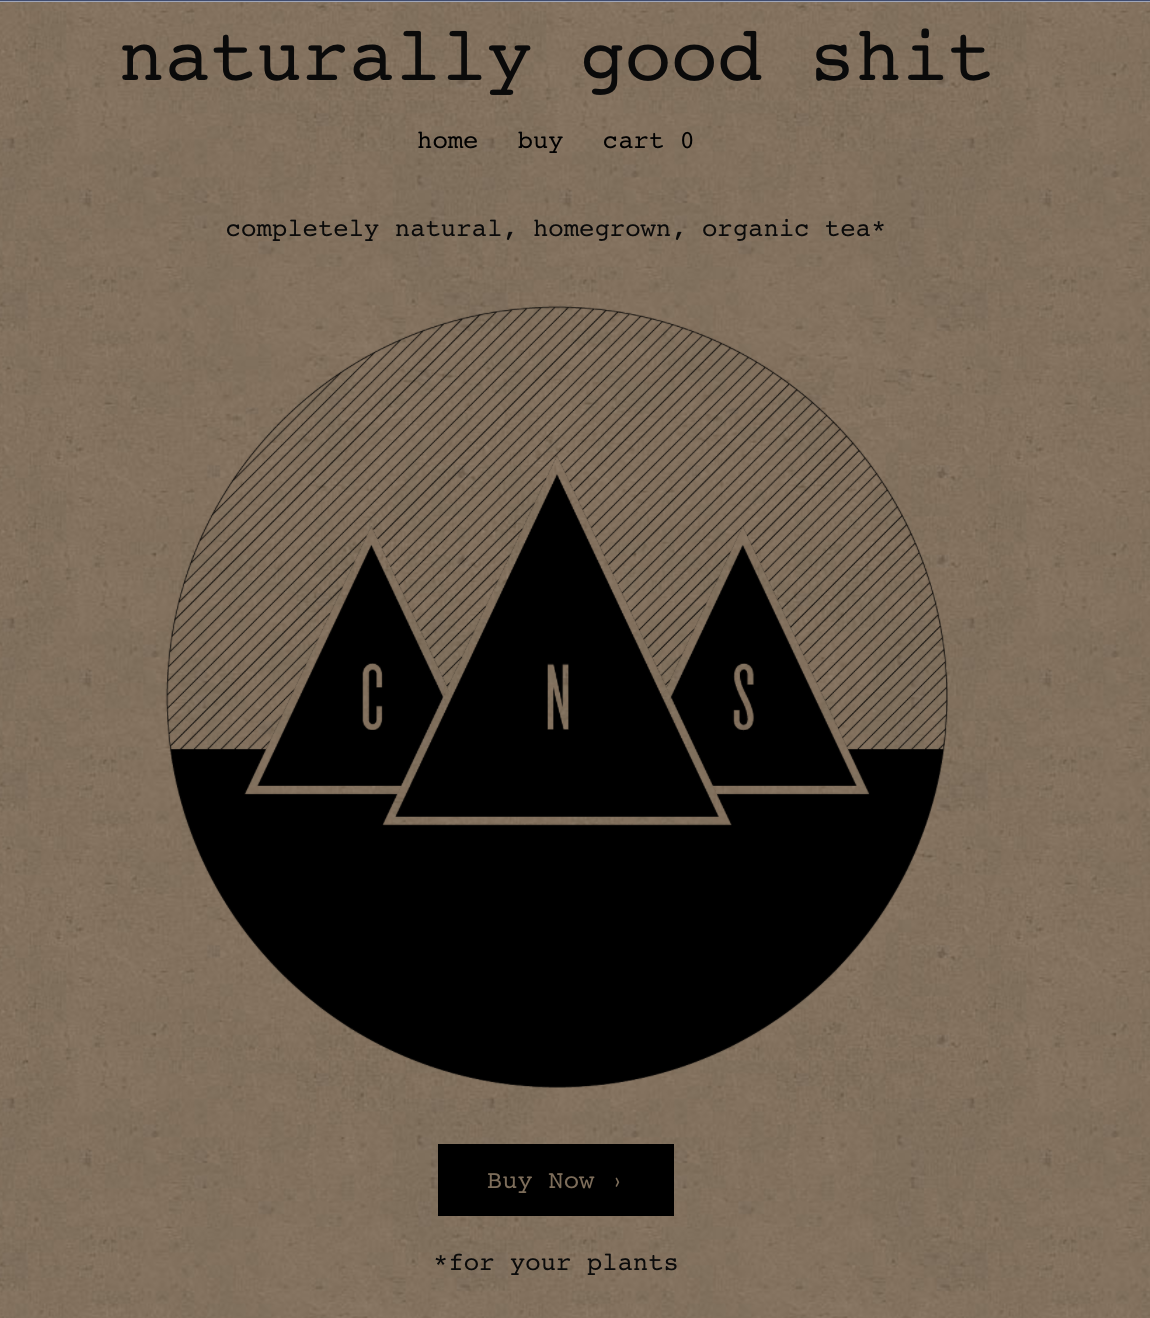 naturally good shit
home buy cart 0
completely natural, homegrown, organic tea*
C N S
Buy Now ›
*for your plants